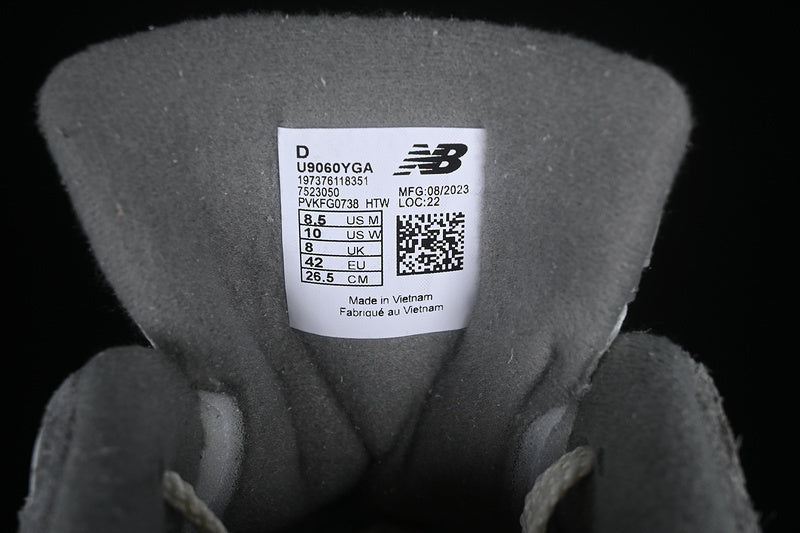 D
U9060YGA
197376118351
7523050
PVKFG0738 HTW
NB
MFG:08/2023
LOC:22
8.5 US M
10 US W
8 UK
42 EU
26.5 CM
Made in Vietnam
Fabriqué au Vietnam